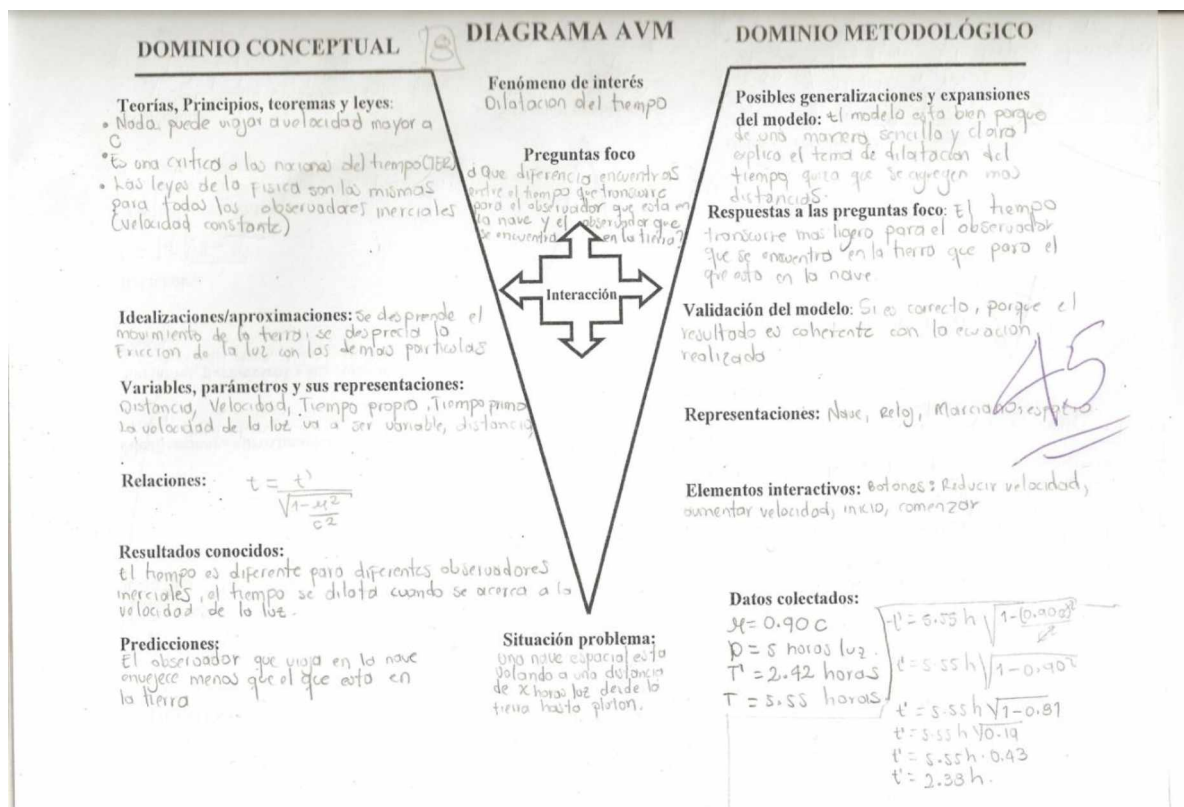 DOMINIO CONCEPTUAL
Teorías, Principios, teoremas y leyes:
• Nada puede viajar a velocidad mayor a
C
• Es una critica a las nociones del tiempo (TER)
• Las leyes de la Fisica son las mismas
para todos los observadores inerciales
(velocidad constante)
Idealizaciones/aproximaciones: Se desprende el
movimiento de la tierra, se desprecia la
Friccion de la luz con las demas particolas
Variables, parámetros y sus representaciones:
Distancia, Velocidad, Tiempo propio, Tiempo prima
La velocidad de la luz va a ser variable, distancia
Relaciones: t = t' / √(1-μ²/c²)
Resultados conocidos:
El tiempo es diferente para diferentes observadores
inerciales, el tiempo se dilata cuando se acerca a la
velocidad de la luz.
Predicciones:
El observador que viaja en la nave
envejece menos que el que esta en
la tierra
DIAGRAMA AVM
Fenómeno de interés
Dilatacion del tiempo
Preguntas foco
¿Que diferencia encuentras
entre el tiempo que transcurre
para el observador que esta en
la nave y el observador que
se encuentra en la tierra?
Interacción
Situación problema:
Una nave espacial esta
volando a una distancia
de x horas luz desde la
tierra hasta pluton.
DOMINIO METODOLÓGICO
Posibles generalizaciones y expansiones
del modelo: El modelo esta bien porque
de una manera sencilla y clara
explica el tema de dilatacion del
tiempo, quiza que se agregen mas
distancias.
Respuestas a las preguntas foco: El tiempo
transcurre mas ligero para el observador
que se encuentra en la tierra que para el
que esta en la nave.
Validación del modelo: Si es correcto, porque el
resultado es coherente con la ecuación
realizada
4.5
Representaciones: Nave, Reloj, Marciano, espacio.
Elementos interactivos: Botones: Reducir velocidad,
aumentar velocidad, inicio, comenzar
Datos colectados:
μ = 0.90 c
D = 5 horas luz.
T' = 2.42 horas
T = 5.55 horas
t' = 5.55 h √(1-(0.90c)²/c²)
t' = 5.55 h √1-0.90²
t' = 5.55 h √1-0.81
t' = 5.55 h √0.19
t' = 5.55 h · 0.43
t' = 2.38 h.